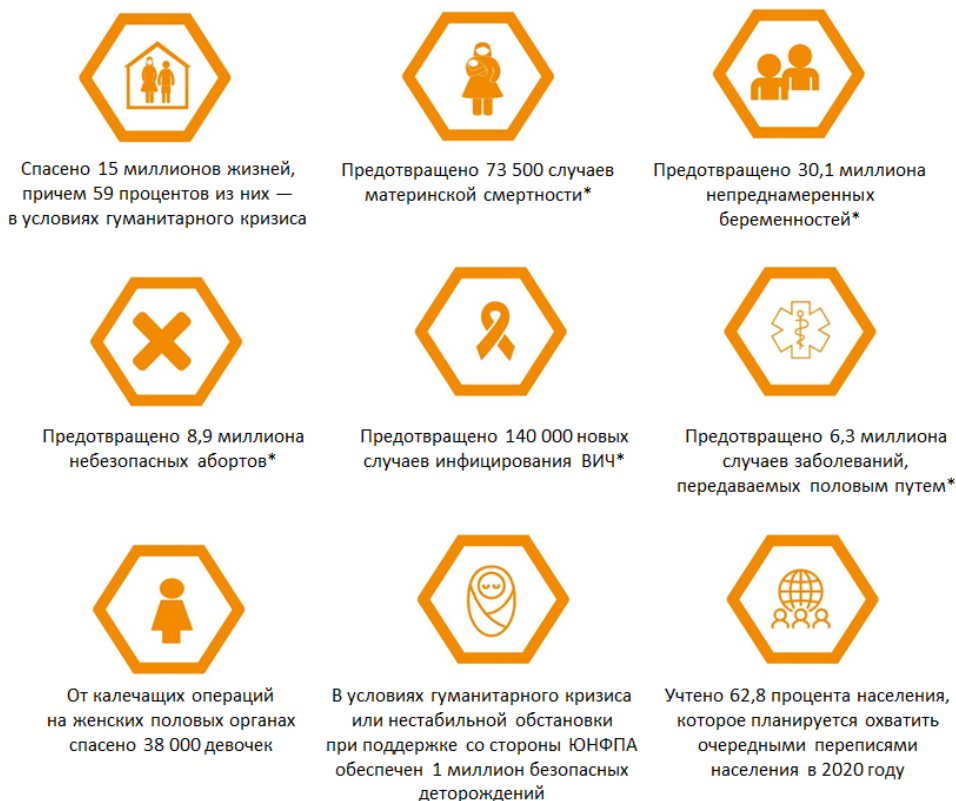 Спасено 15 миллионов жизней,
причем 59 процентов из них —
в условиях гуманитарного кризиса
Предотвращено 73 500 случаев
материнской смертности*
Предотвращено 30,1 миллиона
непреднамеренных
беременностей*
Предотвращено 8,9 миллиона
небезопасных абортов*
Предотвращено 140 000 новых
случаев инфицирования ВИЧ*
Предотвращено 6,3 миллиона
случаев заболеваний,
передаваемых половым путем*
От калечащих операций
на женских половых органах
спасено 38 000 девочек
В условиях гуманитарного кризиса
или нестабильной обстановки
при поддержке со стороны ЮНФПА
обеспечен 1 миллион безопасных
деторождений
Учтено 62,8 процента населения,
которое планируется охватить
очередными переписями
населения в 2020 году